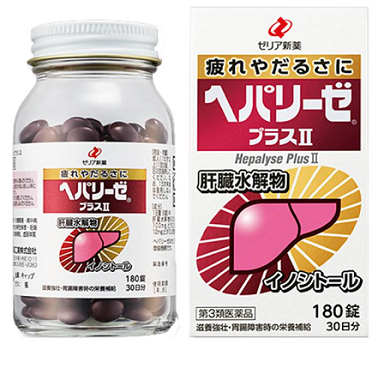 ゼリア新薬
疲れやだるさに
ヘパリーゼ®
プラスⅡ
肝臓水解物
イノシトール
180錠
30日分
滋養強壮・胃腸障害時の栄養補給
ゼリア新薬
疲れやだるさに
ヘパリーゼ®
プラスⅡ
Hepalyse PlusⅡ
肝臓水解物
イノシトール
第3類医薬品
180錠
30日分
滋養強壮・胃腸障害時の栄養補給